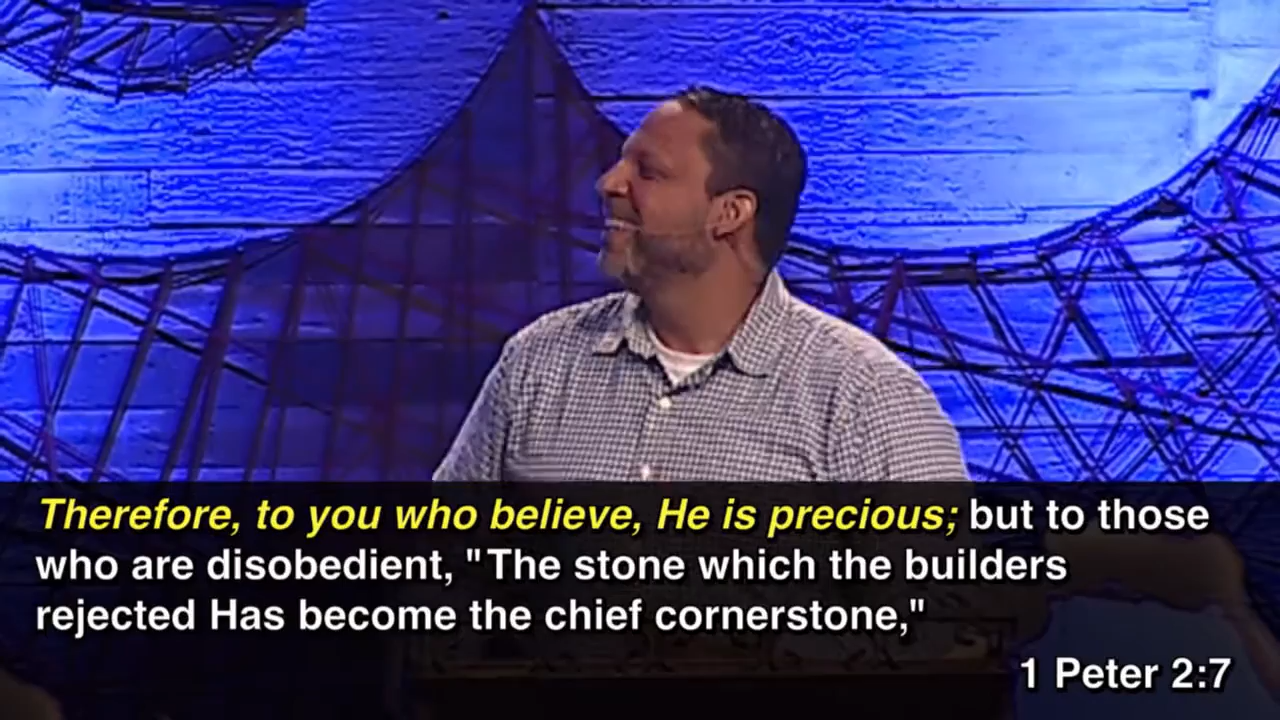 Therefore, to you who believe, He is precious; but to those
who are disobedient, "The stone which the builders
rejected Has become the chief cornerstone,"
1 Peter 2:7